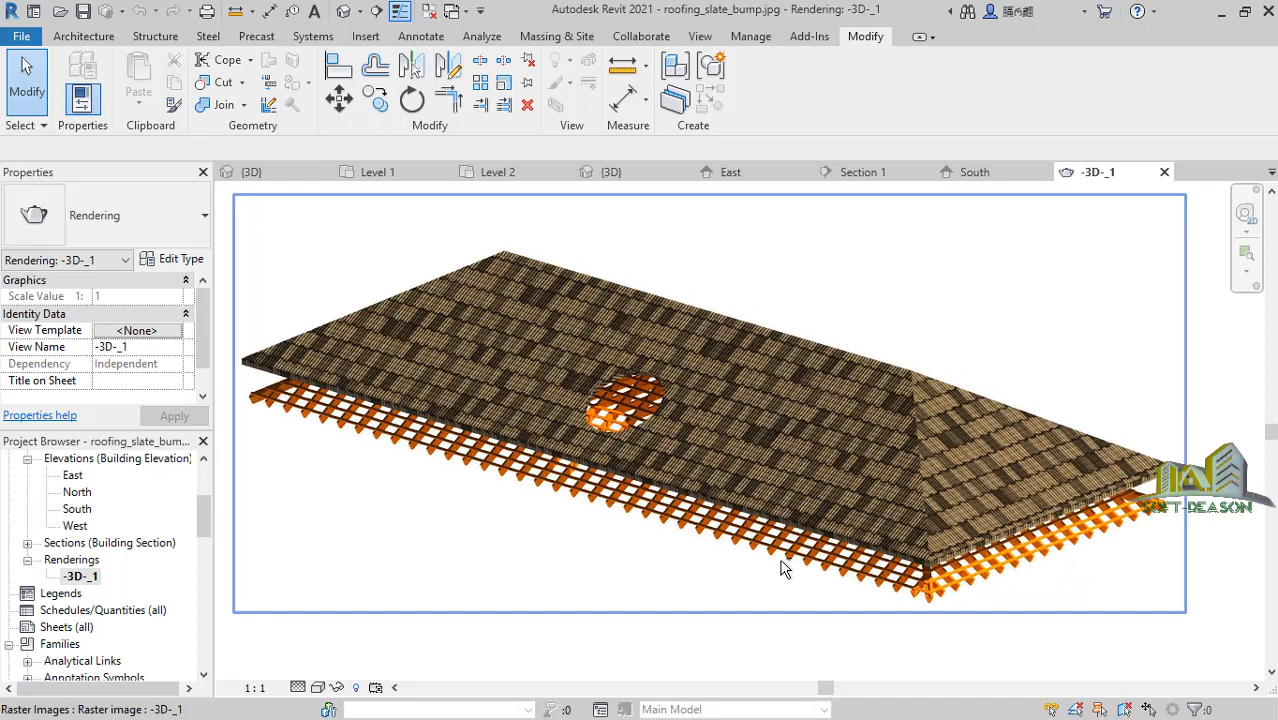 Autodesk Revit 2021 - roofing_slate_bump.jpg - Rendering: -3D-_1
File Architecture Structure Steel Precast Systems Insert Annotate Analyze Massing & Site Collaborate View Manage Add-Ins Modify
Modify
Paste
Cope
Cut
Join
Select Properties Clipboard Geometry Modify View Measure Create
Properties
{3D} Level 1 Level 2 {3D} East Section 1 South -3D-_1
Rendering
Rendering: -3D-_1 Edit Type
Graphics
Scale Value 1: 1
Identity Data
View Template <None>
View Name -3D-_1
Dependency Independent
Title on Sheet
Properties help Apply
Project Browser - roofing_slate_bum...
Elevations (Building Elevation)
East
North
South
West
Sections (Building Section)
Renderings
-3D-_1
Legends
Schedules/Quantities (all)
Sheets (all)
Families
Analytical Links
Annotation Symbols
2D
SOFT-REASON
1 : 1
Raster Images : Raster image : -3D-_1
:0
Main Model
:0